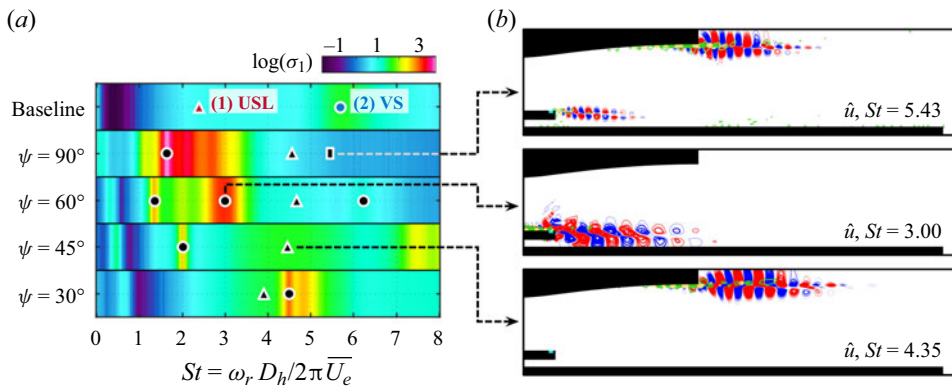 (a)
log(σ1)
−1 1 3
Baseline
(1) USL
(2) VS
ψ = 90°
ψ = 60°
ψ = 45°
ψ = 30°
0 1 2 3 4 5 6 7 8
St = ωr Dh/2π U̅e̅
(b)
û, St = 5.43
û, St = 3.00
û, St = 4.35